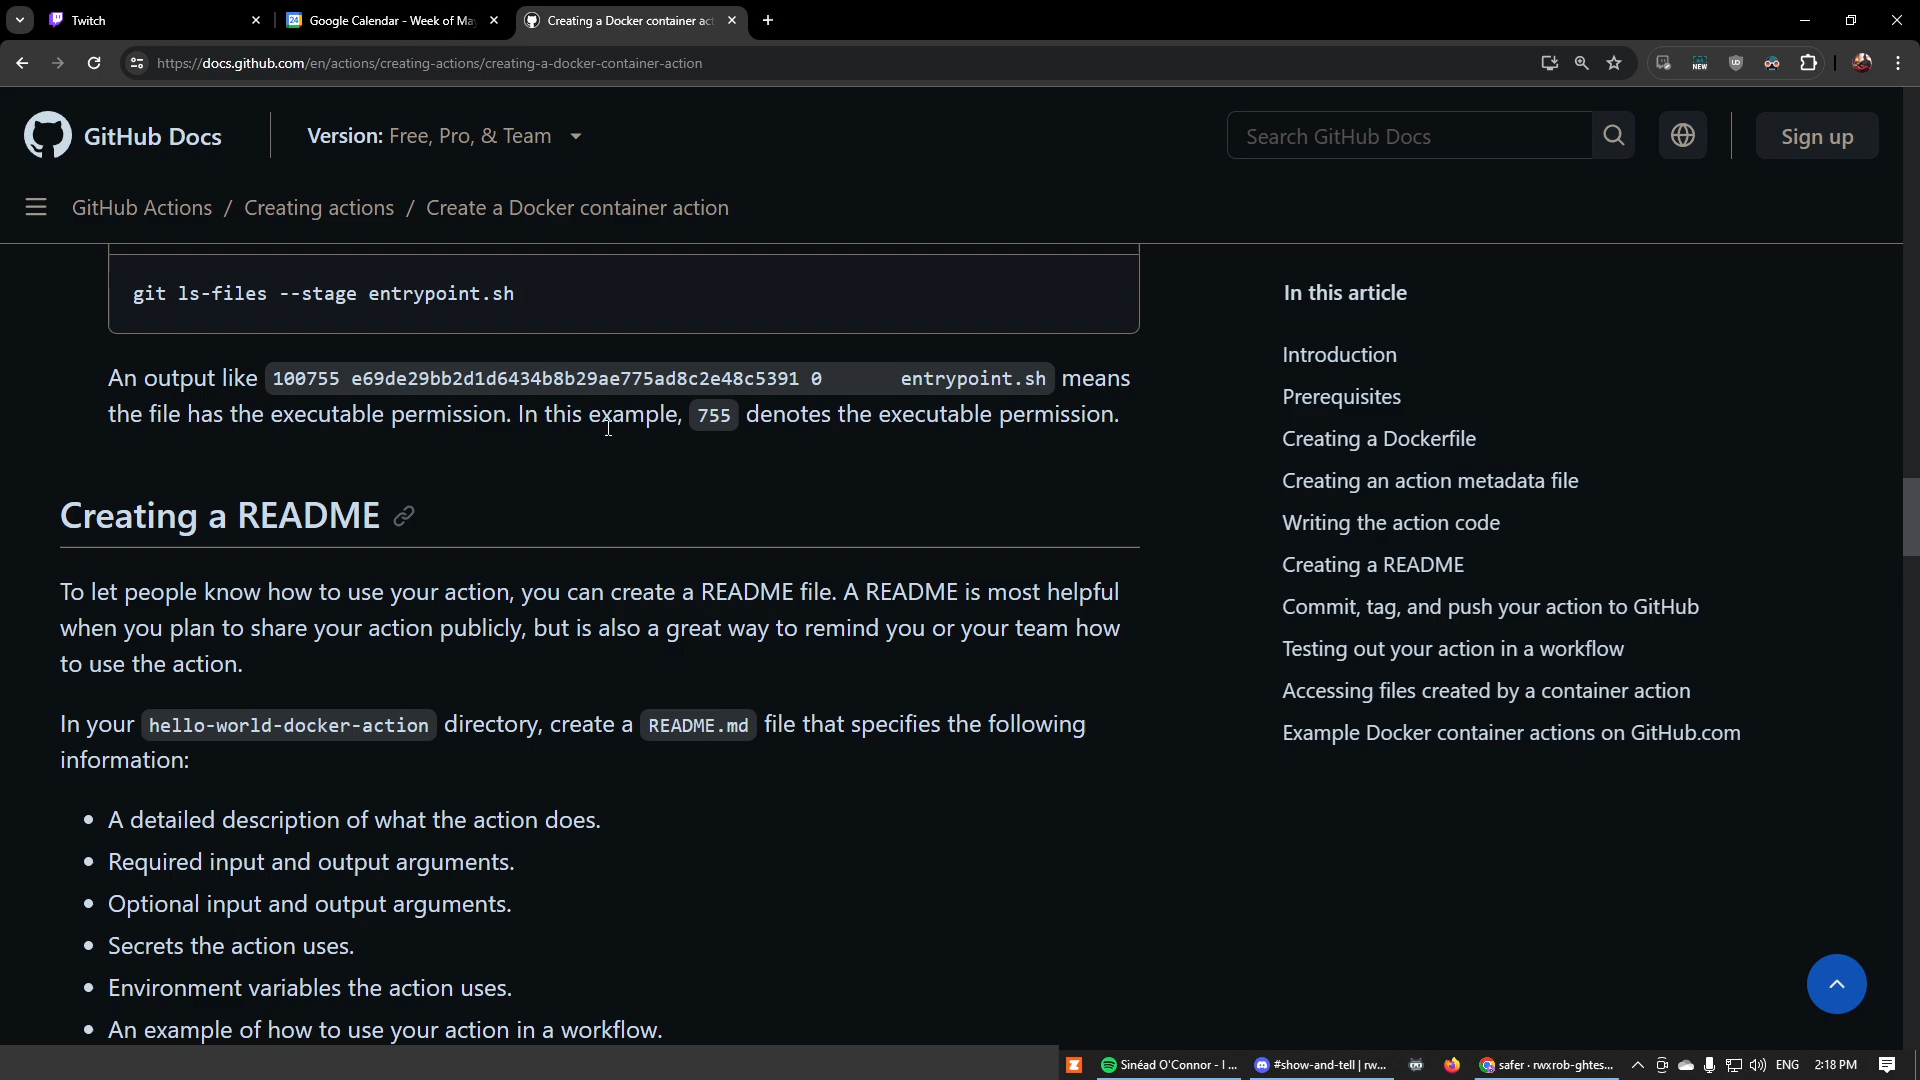 Twitch
Google Calendar - Week of Ma
Creating a Docker container act
https://docs.github.com/en/actions/creating-actions/creating-a-docker-container-action
NEW
GitHub Docs
Version: Free, Pro, & Team
Search GitHub Docs
Sign up
GitHub Actions / Creating actions / Create a Docker container action
git ls-files --stage entrypoint.sh
An output like 100755 e69de29bb2d1d6434b8b29ae775ad8c2e48c5391 0 entrypoint.sh means
the file has the executable permission. In this example, 755 denotes the executable permission.
Creating a README
To let people know how to use your action, you can create a README file. A README is most helpful
when you plan to share your action publicly, but is also a great way to remind you or your team how
to use the action.
In your hello-world-docker-action directory, create a README.md file that specifies the following
information:
• A detailed description of what the action does.
• Required input and output arguments.
• Optional input and output arguments.
• Secrets the action uses.
• Environment variables the action uses.
• An example of how to use your action in a workflow.
In this article
Introduction
Prerequisites
Creating a Dockerfile
Creating an action metadata file
Writing the action code
Creating a README
Commit, tag, and push your action to GitHub
Testing out your action in a workflow
Accessing files created by a container action
Example Docker container actions on GitHub.com
Sinéad O'Connor - I ...
#show-and-tell | rw...
safer · rwxrob-ghtes...
ENG
2:18 PM